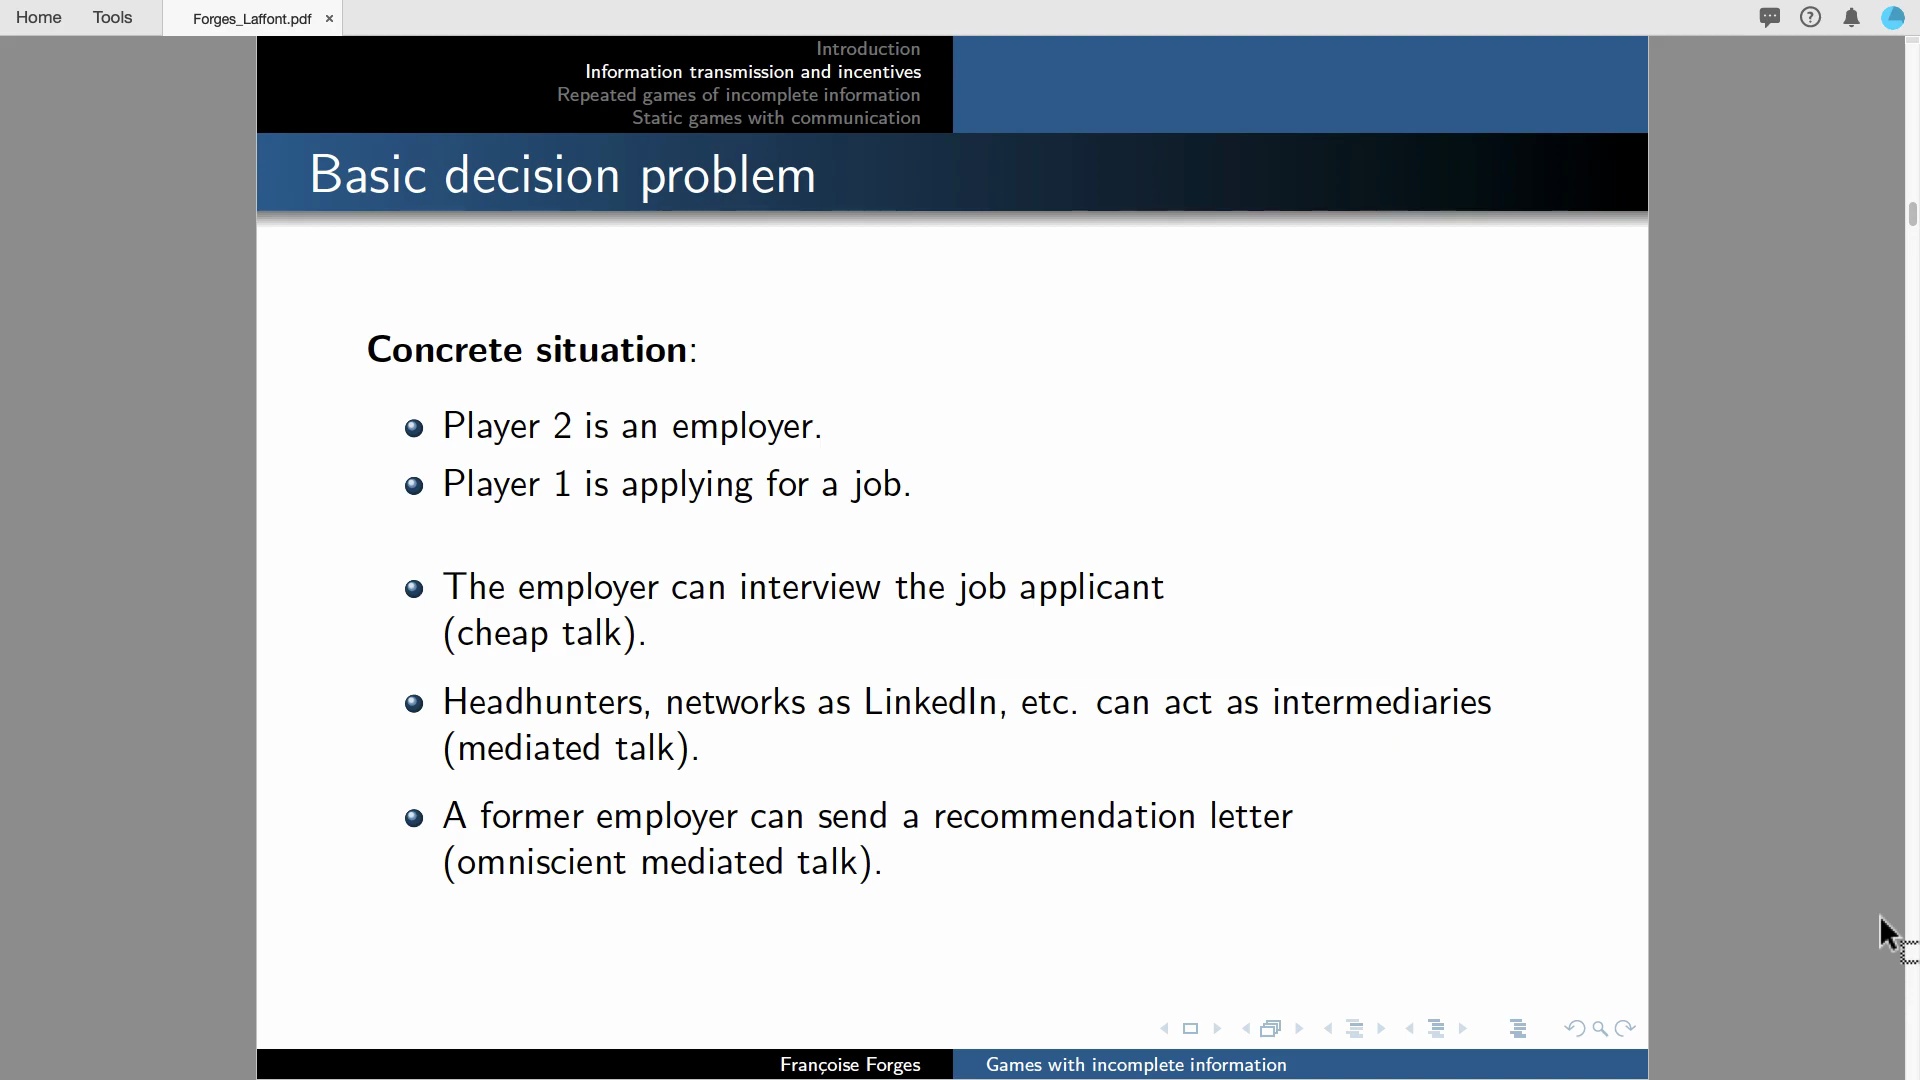 Home Tools Forges_Laffont.pdf ×
Introduction
Information transmission and incentives
Repeated games of incomplete information
Static games with communication
Basic decision problem
Concrete situation:
Player 2 is an employer.
Player 1 is applying for a job.
The employer can interview the job applicant
(cheap talk).
Headhunters, networks as LinkedIn, etc. can act as intermediaries
(mediated talk).
A former employer can send a recommendation letter
(omniscient mediated talk).
Françoise Forges Games with incomplete information